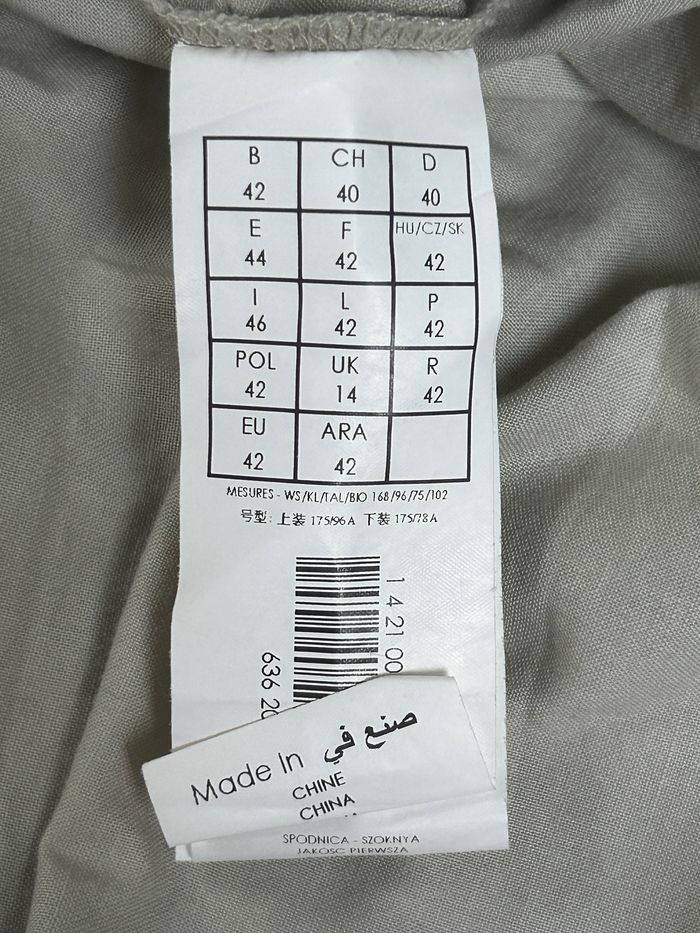 B CH D
42 40 40
E F HU/CZ/SK
44 42 42
I L P
46 42 42
POL UK R
42 14 42
EU ARA
42 42
MESURES - WS/KL/TAL/BIO 168/96/75/102
号型: 上装 175/96A 下装 175/78A
1 4 21 00
636 20
Made In صنع في
CHINE
CHINA
SPODNICA - SZOKNYA
JAKOSC PIERWSZA